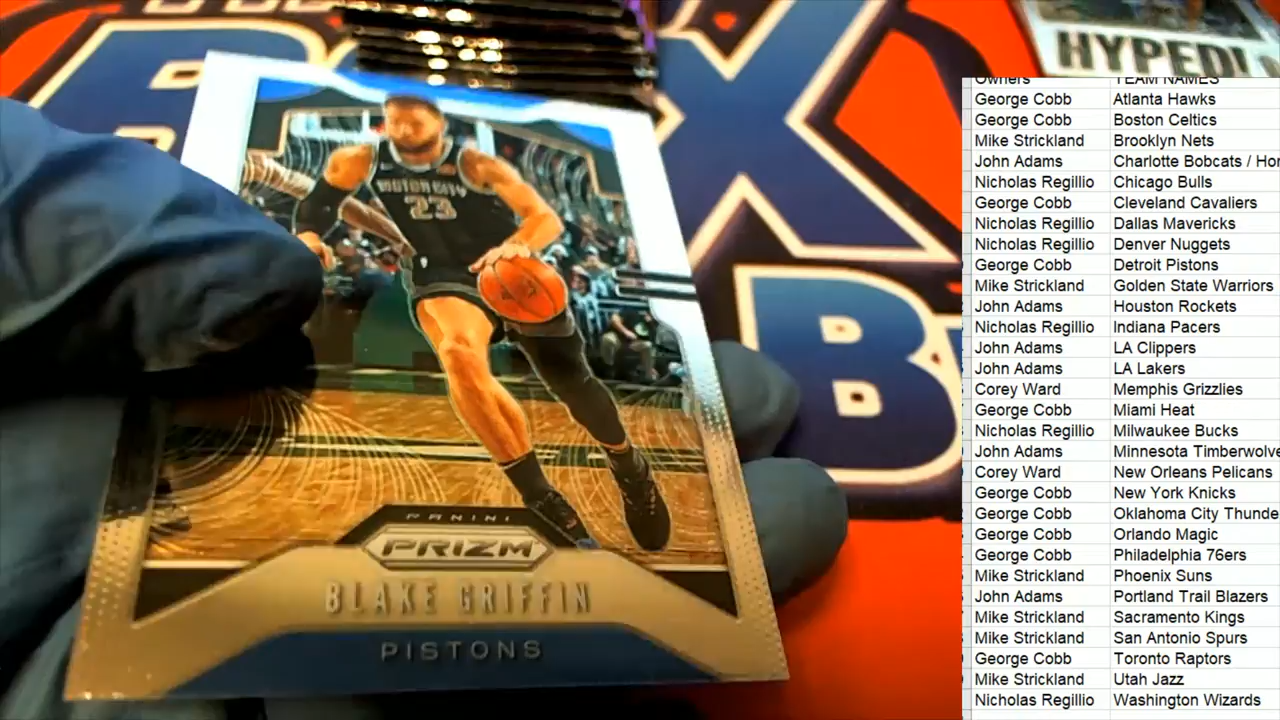 HYPED!
MOTOR CITY
23
PANINI
PRIZM
BLAKE GRIFFIN
PISTONS
Owners TEAM NAMES
George Cobb Atlanta Hawks
George Cobb Boston Celtics
Mike Strickland Brooklyn Nets
John Adams Charlotte Bobcats / Hor
Nicholas Regillio Chicago Bulls
George Cobb Cleveland Cavaliers
Nicholas Regillio Dallas Mavericks
Nicholas Regillio Denver Nuggets
George Cobb Detroit Pistons
Mike Strickland Golden State Warriors
John Adams Houston Rockets
Nicholas Regillio Indiana Pacers
John Adams LA Clippers
John Adams LA Lakers
Corey Ward Memphis Grizzlies
George Cobb Miami Heat
Nicholas Regillio Milwaukee Bucks
John Adams Minnesota Timberwolve
Corey Ward New Orleans Pelicans
George Cobb New York Knicks
George Cobb Oklahoma City Thunde
George Cobb Orlando Magic
George Cobb Philadelphia 76ers
Mike Strickland Phoenix Suns
John Adams Portland Trail Blazers
Mike Strickland Sacramento Kings
Mike Strickland San Antonio Spurs
George Cobb Toronto Raptors
Mike Strickland Utah Jazz
Nicholas Regillio Washington Wizards